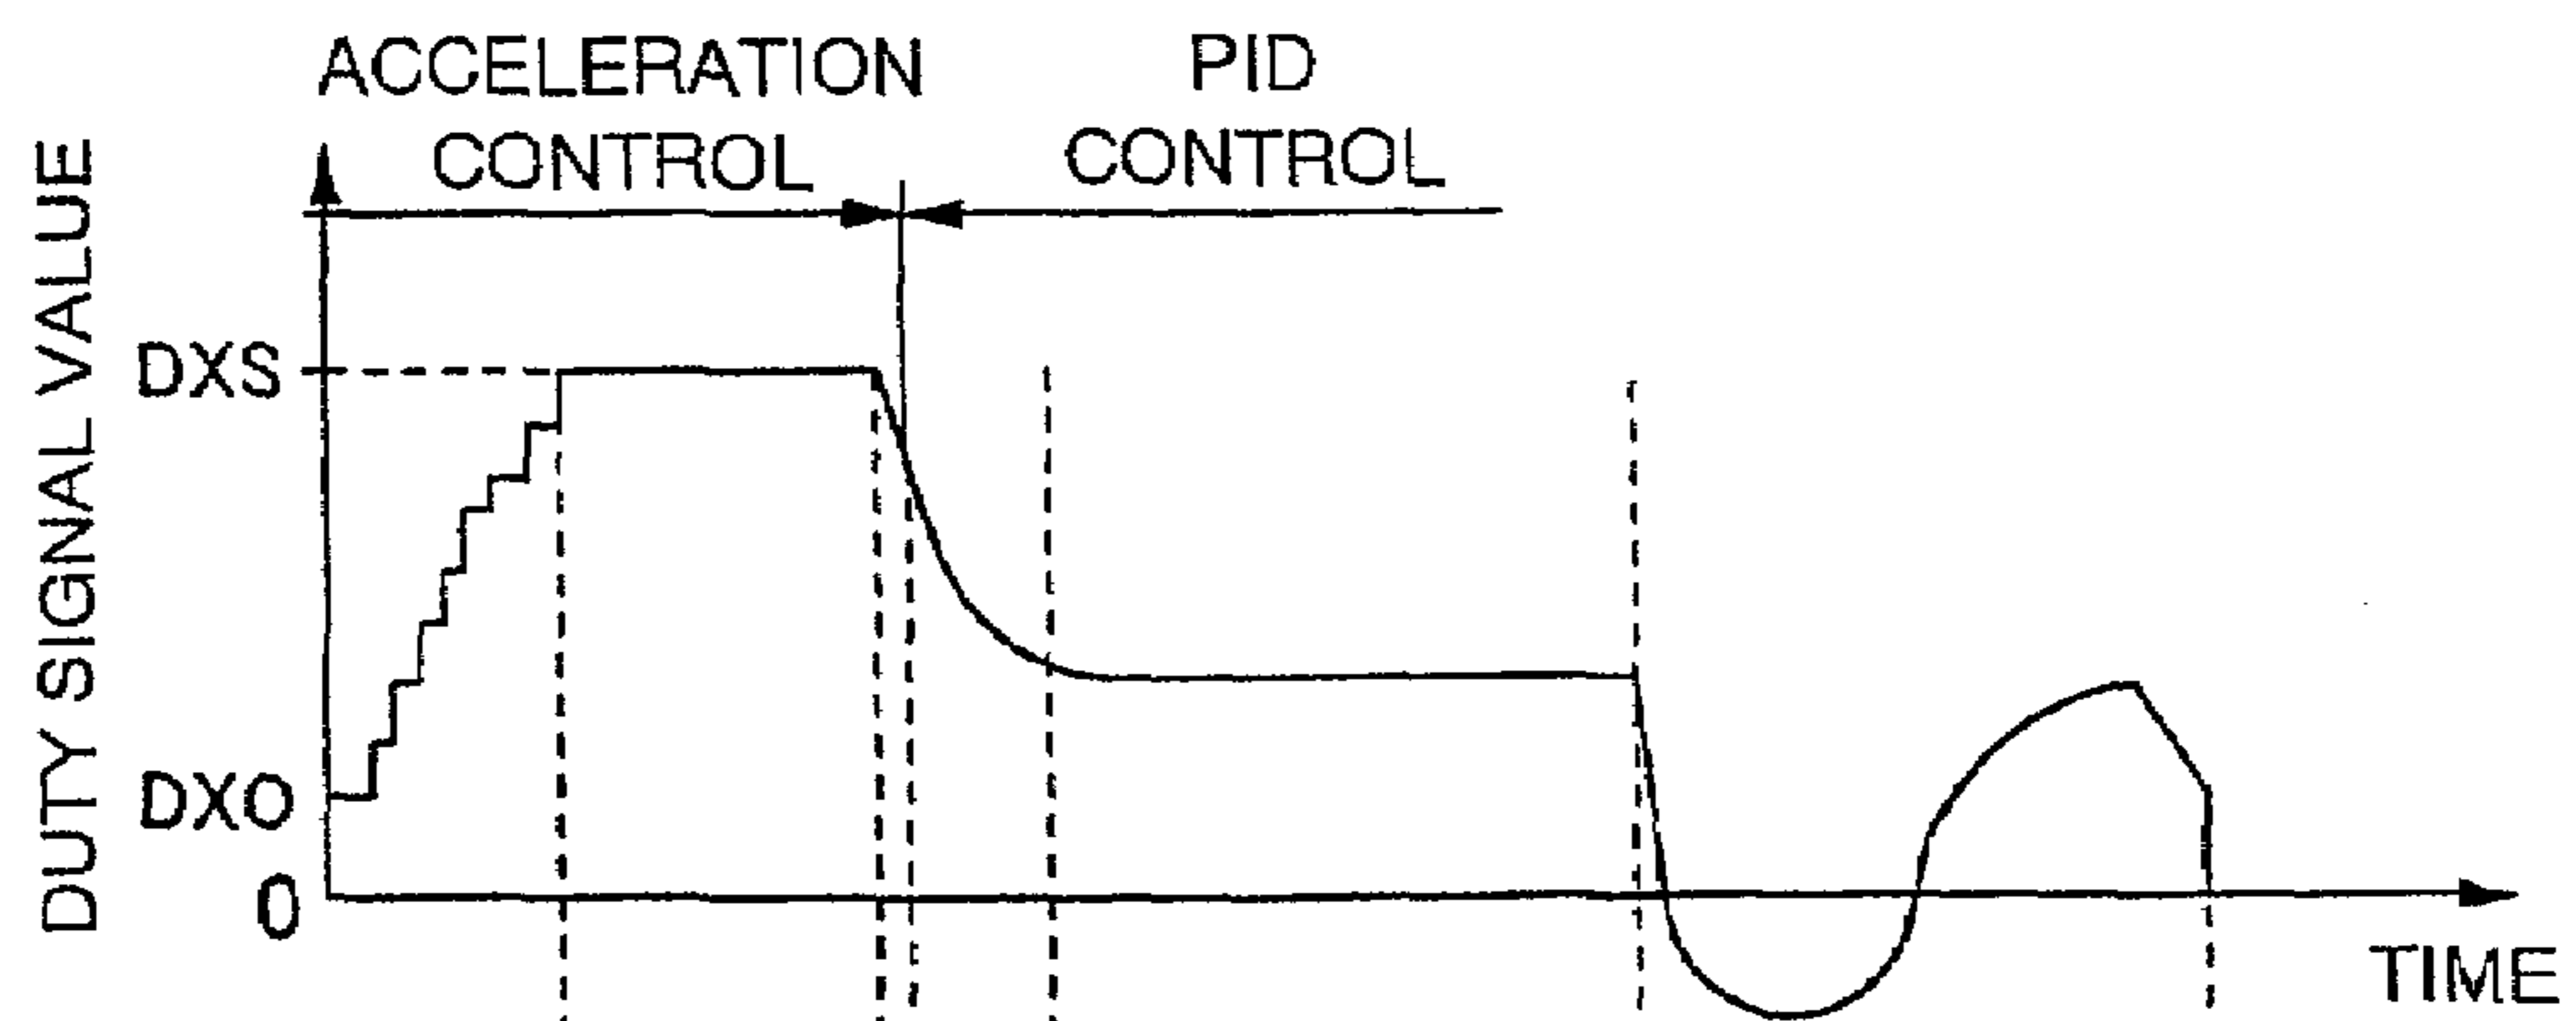 ACCELERATION
CONTROL
PID
CONTROL
DUTY SIGNAL VALUE
DXS
DXO
0
TIME